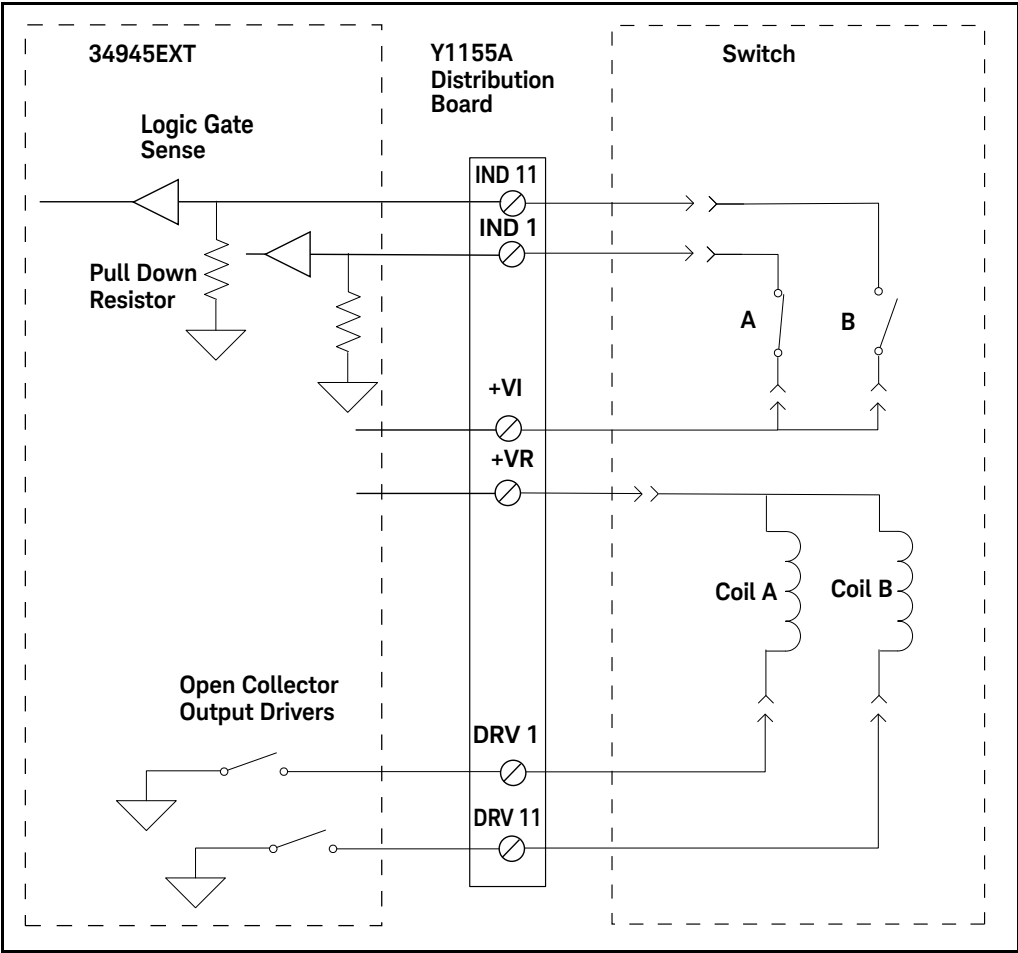 34945EXT
Y1155A
Distribution
Board
Switch
Logic Gate
Sense
IND 11
IND 1
Pull Down
Resistor
A
B
+VI
+VR
Coil A
Coil B
Open Collector
Output Drivers
DRV 1
DRV 11